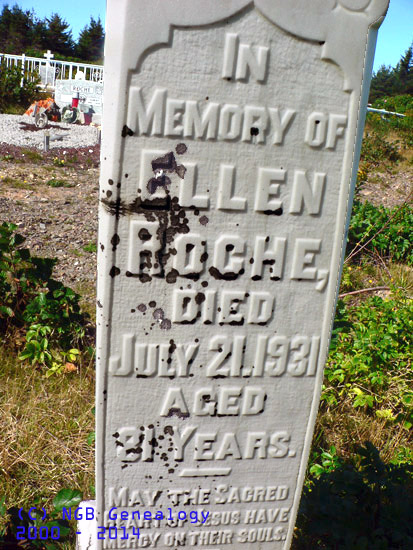 IN
MEMORY OF
ELLEN
ROCHE,
DIED
JULY 21.1931
AGED
81 YEARS.
MAY THE SACRED
HEART OF JESUS HAVE
MERCY ON THEIR SOULS.
ROCHE
(C) NGB Genealogy
2000 - 2014